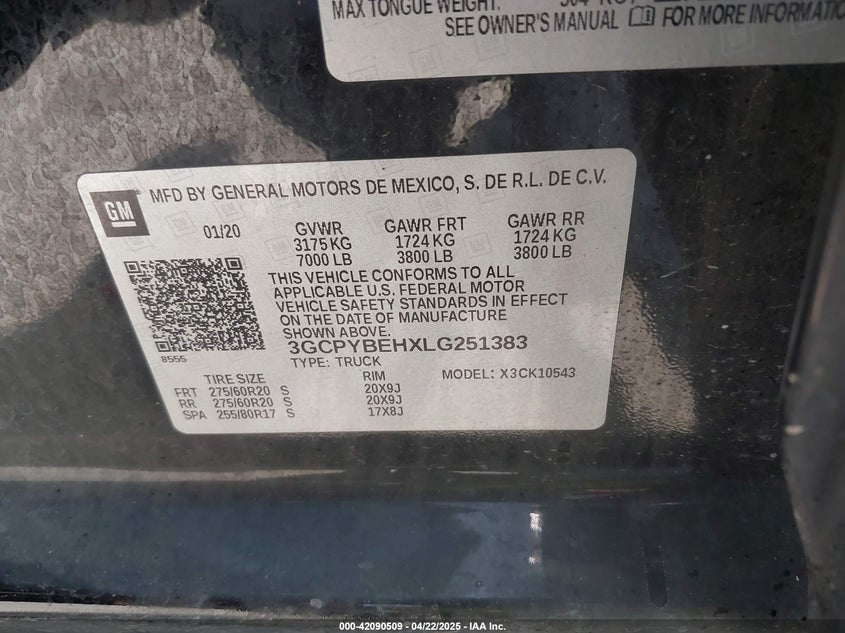 MAX TONGUE WEIGHT:
SEE OWNER'S MANUAL FOR MORE INFORMATIO
GM
MFD BY GENERAL MOTORS DE MEXICO, S. DE R.L. DE C.V.
01/20 GVWR GAWR FRT GAWR RR
3175 KG 1724 KG 1724 KG
7000 LB 3800 LB 3800 LB
THIS VEHICLE CONFORMS TO ALL
APPLICABLE U.S. FEDERAL MOTOR
VEHICLE SAFETY STANDARDS IN EFFECT
ON THE DATE OF MANUFACTURE
SHOWN ABOVE.
8555
3GCPYBEHXLG251383
TYPE: TRUCK MODEL: X3CK10543
TIRE SIZE RIM
FRT 275/60R20 S 20X9J
RR 275/60R20 S 20X9J
SPA 255/80R17 S 17X8J
000-42090509 - 04/22/2025 - IAA Inc.